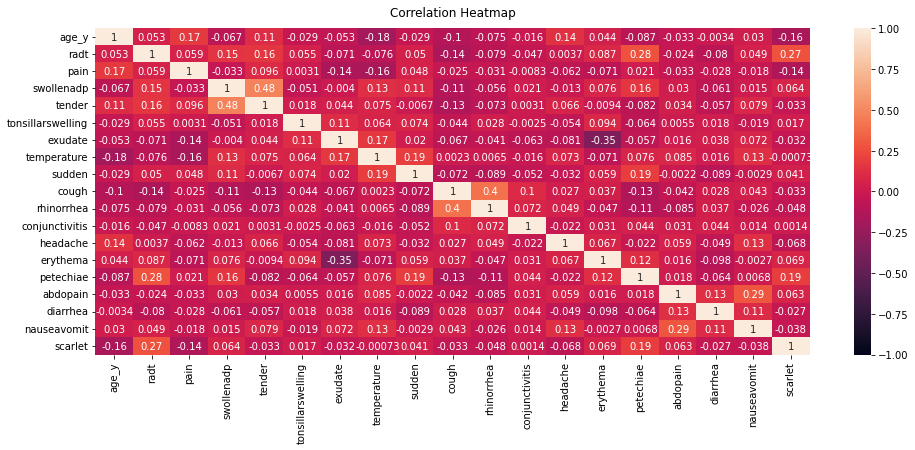 Correlation Heatmap
age_y 1 0.053 0.17 -0.067 0.11 -0.029 -0.053 -0.18 -0.029 -0.1 -0.075 -0.016 0.14 0.044 -0.087 -0.033 -0.0034 0.03 -0.16
radt 0.053 1 0.059 0.15 0.16 0.055 -0.071 -0.076 0.05 -0.14 -0.079 -0.047 0.0037 0.087 0.28 -0.024 -0.08 0.049 0.27
pain 0.17 0.059 1 -0.033 0.096 0.0031 -0.14 -0.16 0.048 -0.025 -0.031 -0.0083 -0.062 -0.071 0.021 -0.033 -0.028 -0.018 -0.14
swollenadp -0.067 0.15 -0.033 1 0.48 -0.051 -0.004 0.13 0.11 -0.11 -0.056 0.021 -0.013 0.076 0.16 0.03 -0.061 0.015 0.064
tender 0.11 0.16 0.096 0.48 1 0.018 0.044 0.075 -0.0067 -0.13 -0.073 0.0031 0.066 -0.0094 -0.082 0.034 -0.057 0.079 -0.033
tonsillarswelling -0.029 0.055 0.0031 -0.051 0.018 1 0.11 0.064 0.074 -0.044 0.028 -0.0025 -0.054 0.094 -0.064 0.0055 0.018 -0.019 0.017
exudate -0.053 -0.071 -0.14 -0.004 0.044 0.11 1 0.17 0.02 -0.067 -0.041 -0.063 -0.081 -0.35 -0.057 0.016 0.038 0.072 -0.032
temperature -0.18 -0.076 -0.16 0.13 0.075 0.064 0.17 1 0.19 0.0023 0.0065 -0.016 0.073 -0.071 0.076 0.085 0.016 0.13 -0.00073
sudden -0.029 0.05 0.048 0.11 -0.0067 0.074 0.02 0.19 1 -0.072 -0.089 -0.052 -0.032 0.059 0.19 -0.0022 -0.089 -0.0029 0.041
cough -0.1 -0.14 -0.025 -0.11 -0.13 -0.044 -0.067 0.0023 -0.072 1 0.4 0.1 0.027 0.037 -0.13 -0.042 0.028 0.043 -0.033
rhinorrhea -0.075 -0.079 -0.031 -0.056 -0.073 0.028 -0.041 0.0065 -0.089 0.4 1 0.072 0.049 -0.047 -0.11 -0.085 0.037 -0.026 -0.048
conjunctivitis -0.016 -0.047 -0.0083 0.021 0.0031 -0.0025 -0.063 -0.016 -0.052 0.1 0.072 1 -0.022 0.031 0.044 0.031 0.044 0.014 0.0014
headache 0.14 0.0037 -0.062 -0.013 0.066 -0.054 -0.081 0.073 -0.032 0.027 0.049 -0.022 1 0.067 -0.022 0.059 -0.049 0.13 -0.068
erythema 0.044 0.087 -0.071 0.076 -0.0094 0.094 -0.35 -0.071 0.059 0.037 -0.047 0.031 0.067 1 0.12 0.016 -0.098 -0.0027 0.069
petechiae -0.087 0.28 0.021 0.16 -0.082 -0.064 -0.057 0.076 0.19 -0.13 -0.11 0.044 -0.022 0.12 1 0.018 -0.064 0.0068 0.19
abdopain -0.033 -0.024 -0.033 0.03 0.034 0.0055 0.016 0.085 -0.0022 -0.042 -0.085 0.031 0.059 0.016 0.018 1 0.13 0.29 0.063
diarrhea -0.0034 -0.08 -0.028 -0.061 -0.057 0.018 0.038 0.016 -0.089 0.028 0.037 0.044 -0.049 -0.098 -0.064 0.13 1 0.11 -0.027
nauseavomit 0.03 0.049 -0.018 0.015 0.079 -0.019 0.072 0.13 -0.0029 0.043 -0.026 0.014 0.13 -0.0027 0.0068 0.29 0.11 1 -0.038
scarlet -0.16 0.27 -0.14 0.064 -0.033 0.017 -0.032 -0.00073 0.041 -0.033 -0.048 0.0014 -0.068 0.069 0.19 0.063 -0.027 -0.038 1
age_y radt pain swollenadp tender tonsillarswelling exudate temperature sudden cough rhinorrhea conjunctivitis headache erythema petechiae abdopain diarrhea nauseavomit scarlet
1.00
0.75
0.50
0.25
0.00
−0.25
−0.50
−0.75
−1.00